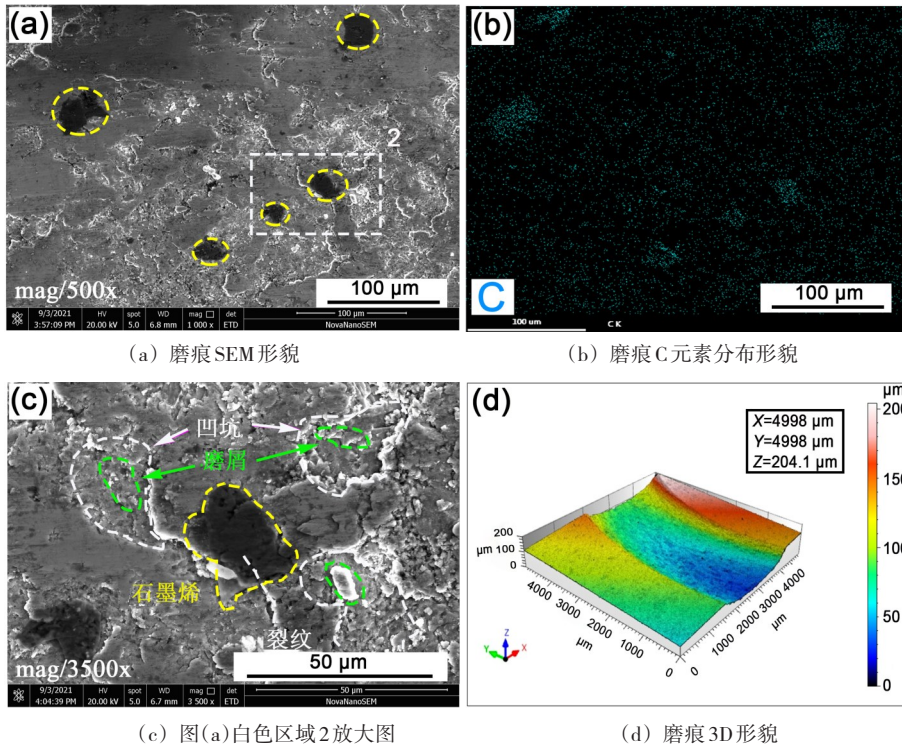 (a)
2
mag/500x
100 μm
9/3/2021
3:57:09 PM
HV
20.00 kV
spot
5.0
WD
6.8 mm
mag
1 000 x
det
ETD
100 μm
NovaNanoSEM
(a) 磨痕SEM形貌
(b)
C
100 μm
100 um
C K
(b) 磨痕C元素分布形貌
(c)
凹坑
磨屑
石墨烯
裂纹
mag/3500x
50 μm
9/3/2021
4:04:39 PM
HV
20.00 kV
spot
5.0
WD
6.7 mm
mag
3 500 x
det
ETD
50 μm
NovaNanoSEM
(c) 图(a)白色区域2放大图
(d)
X=4998 μm
Y=4998 μm
Z=204.1 μm
μm
200
150
100
50
0
200
μm 100
0
4000
3000
2000
1000
0
μm
0
1000
2000
3000
4000
μm
Z
Y
X
(d) 磨痕3D形貌